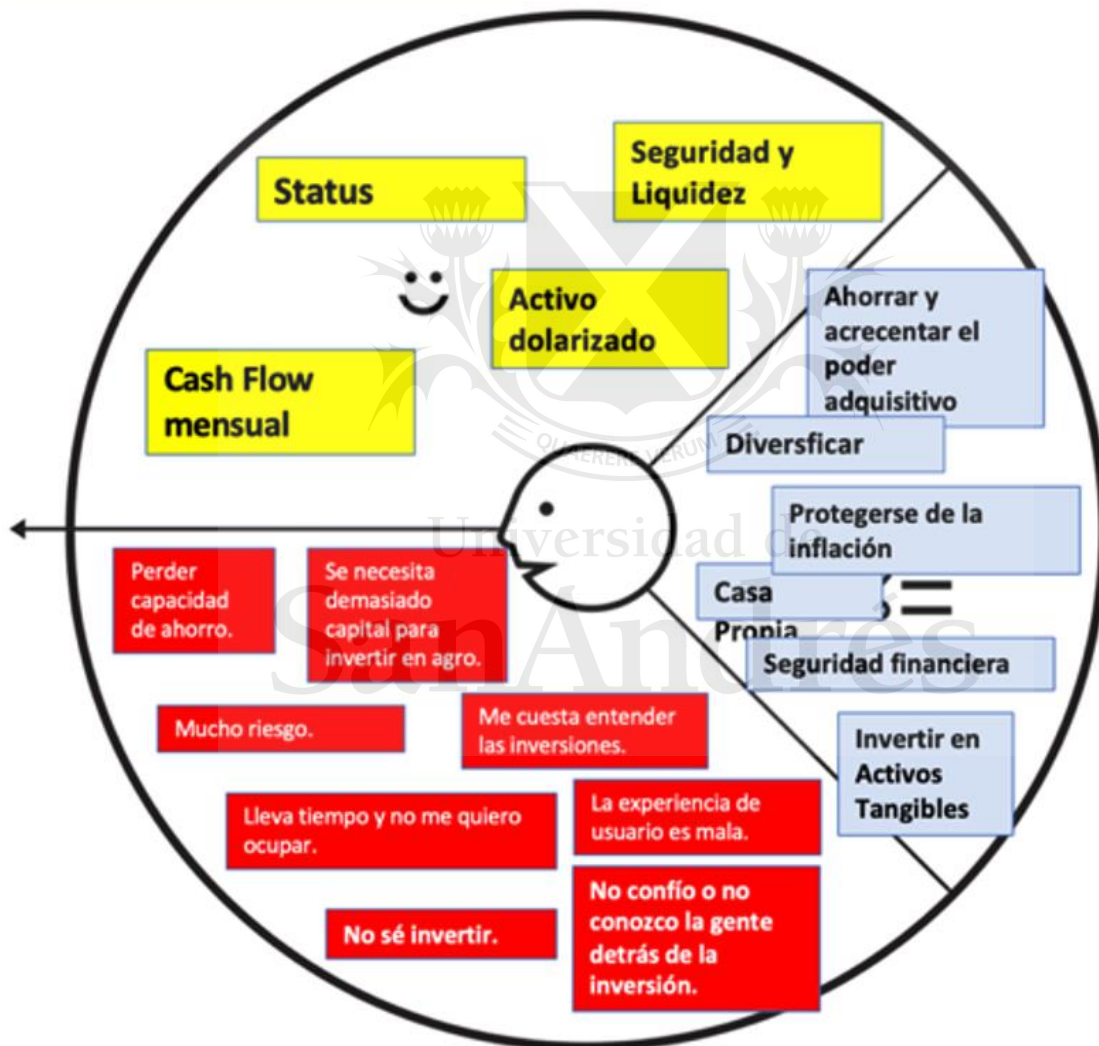 Status
Seguridad y
Liquidez
Activo
dolarizado
Cash Flow
mensual
Ahorrar y
acrecentar el
poder
adquisitivo
Diversficar
Protegerse de la
inflación
Casa
Propia
Seguridad financiera
Invertir en
Activos
Tangibles
Perder
capacidad
de ahorro.
Se necesita
demasiado
capital para
invertir en agro.
Mucho riesgo.
Me cuesta entender
las inversiones.
Lleva tiempo y no me quiero
ocupar.
La experiencia de
usuario es mala.
No sé invertir.
No confío o no
conozco la gente
detrás de la
inversión.
QUAERERE VERUM
Universidad de
SanAndrés